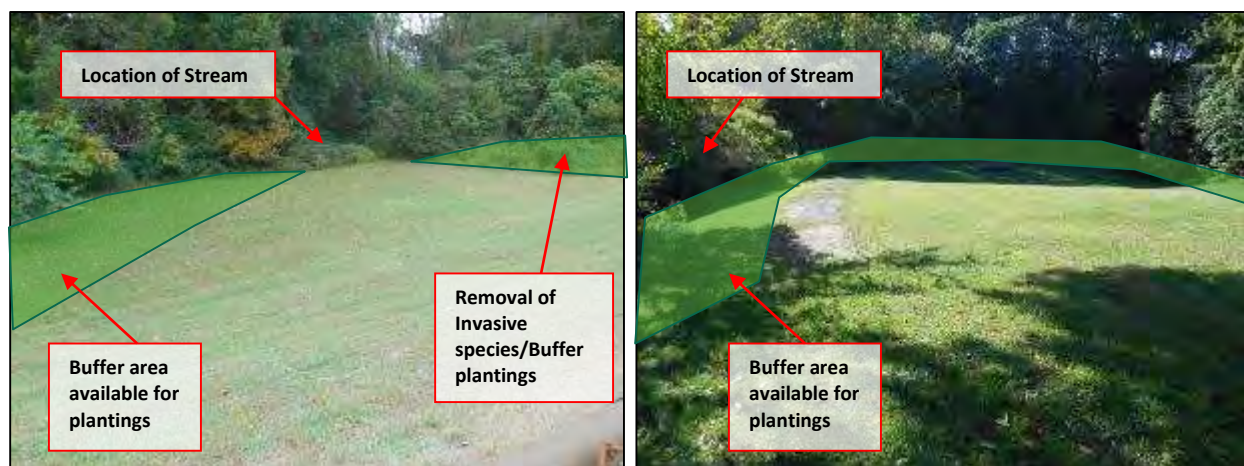 Location of Stream
Buffer area
available for
plantings
Removal of
Invasive
species/Buffer
plantings
Location of Stream
Buffer area
available for
plantings